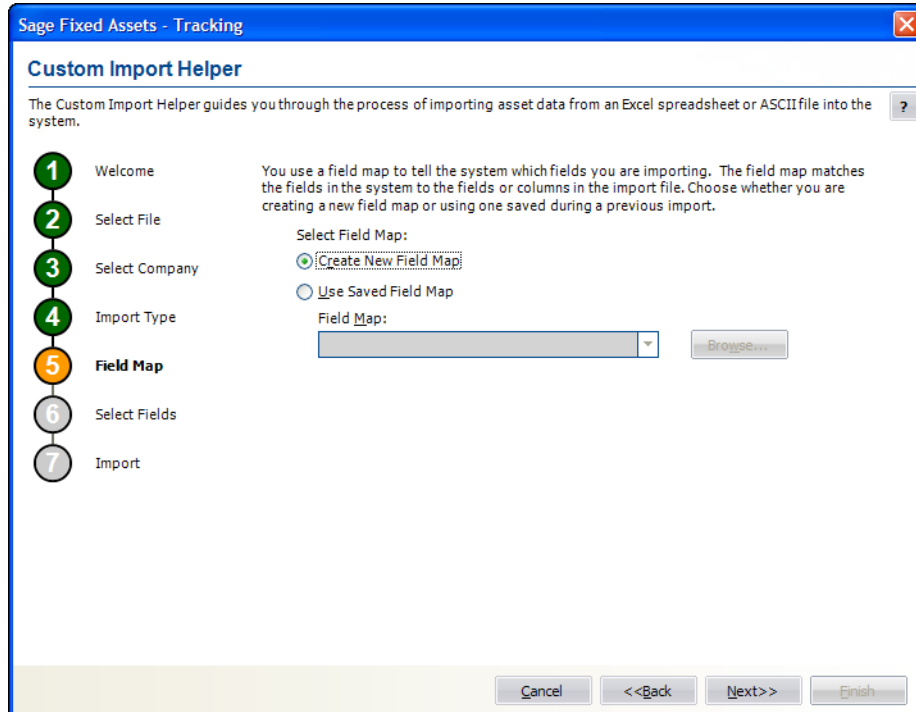 Sage Fixed Assets - Tracking
Custom Import Helper
The Custom Import Helper guides you through the process of importing asset data from an Excel spreadsheet or ASCII file into the
system.
?
1 Welcome
2 Select File
3 Select Company
4 Import Type
5 Field Map
6 Select Fields
7 Import
You use a field map to tell the system which fields you are importing. The field map matches
the fields in the system to the fields or columns in the import file. Choose whether you are
creating a new field map or using one saved during a previous import.
Select Field Map:
Create New Field Map
Use Saved Field Map
Field Map:
Browse...
Cancel
<<Back
Next>>
Finish